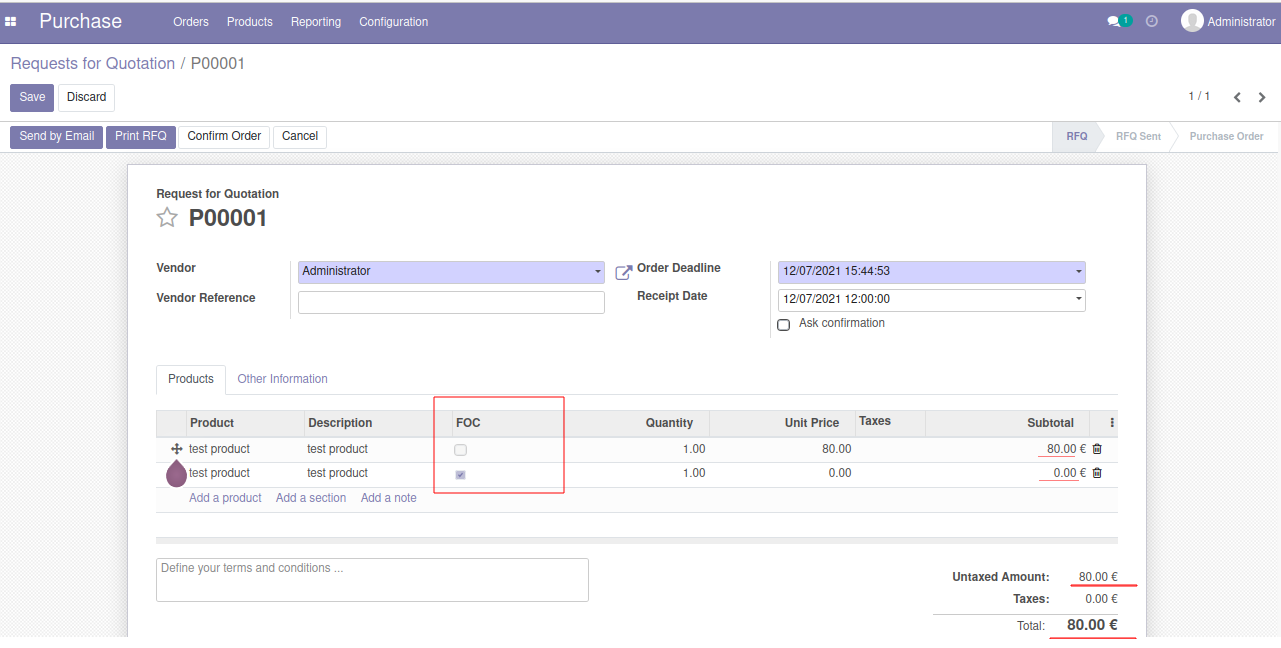 Purchase Orders Products Reporting Configuration 1 Administrator
Requests for Quotation / P00001
Save Discard 1 / 1
Send by Email Print RFQ Confirm Order Cancel RFQ RFQ Sent Purchase Order
Request for Quotation
P00001
Vendor Administrator Order Deadline 12/07/2021 15:44:53
Vendor Reference Receipt Date 12/07/2021 12:00:00
Ask confirmation
Products Other Information
Product Description FOC Quantity Unit Price Taxes Subtotal
test product test product 1.00 80.00 80.00 €
test product test product 1.00 0.00 0.00 €
Add a product Add a section Add a note
Define your terms and conditions ...
Untaxed Amount: 80.00 €
Taxes: 0.00 €
Total: 80.00 €